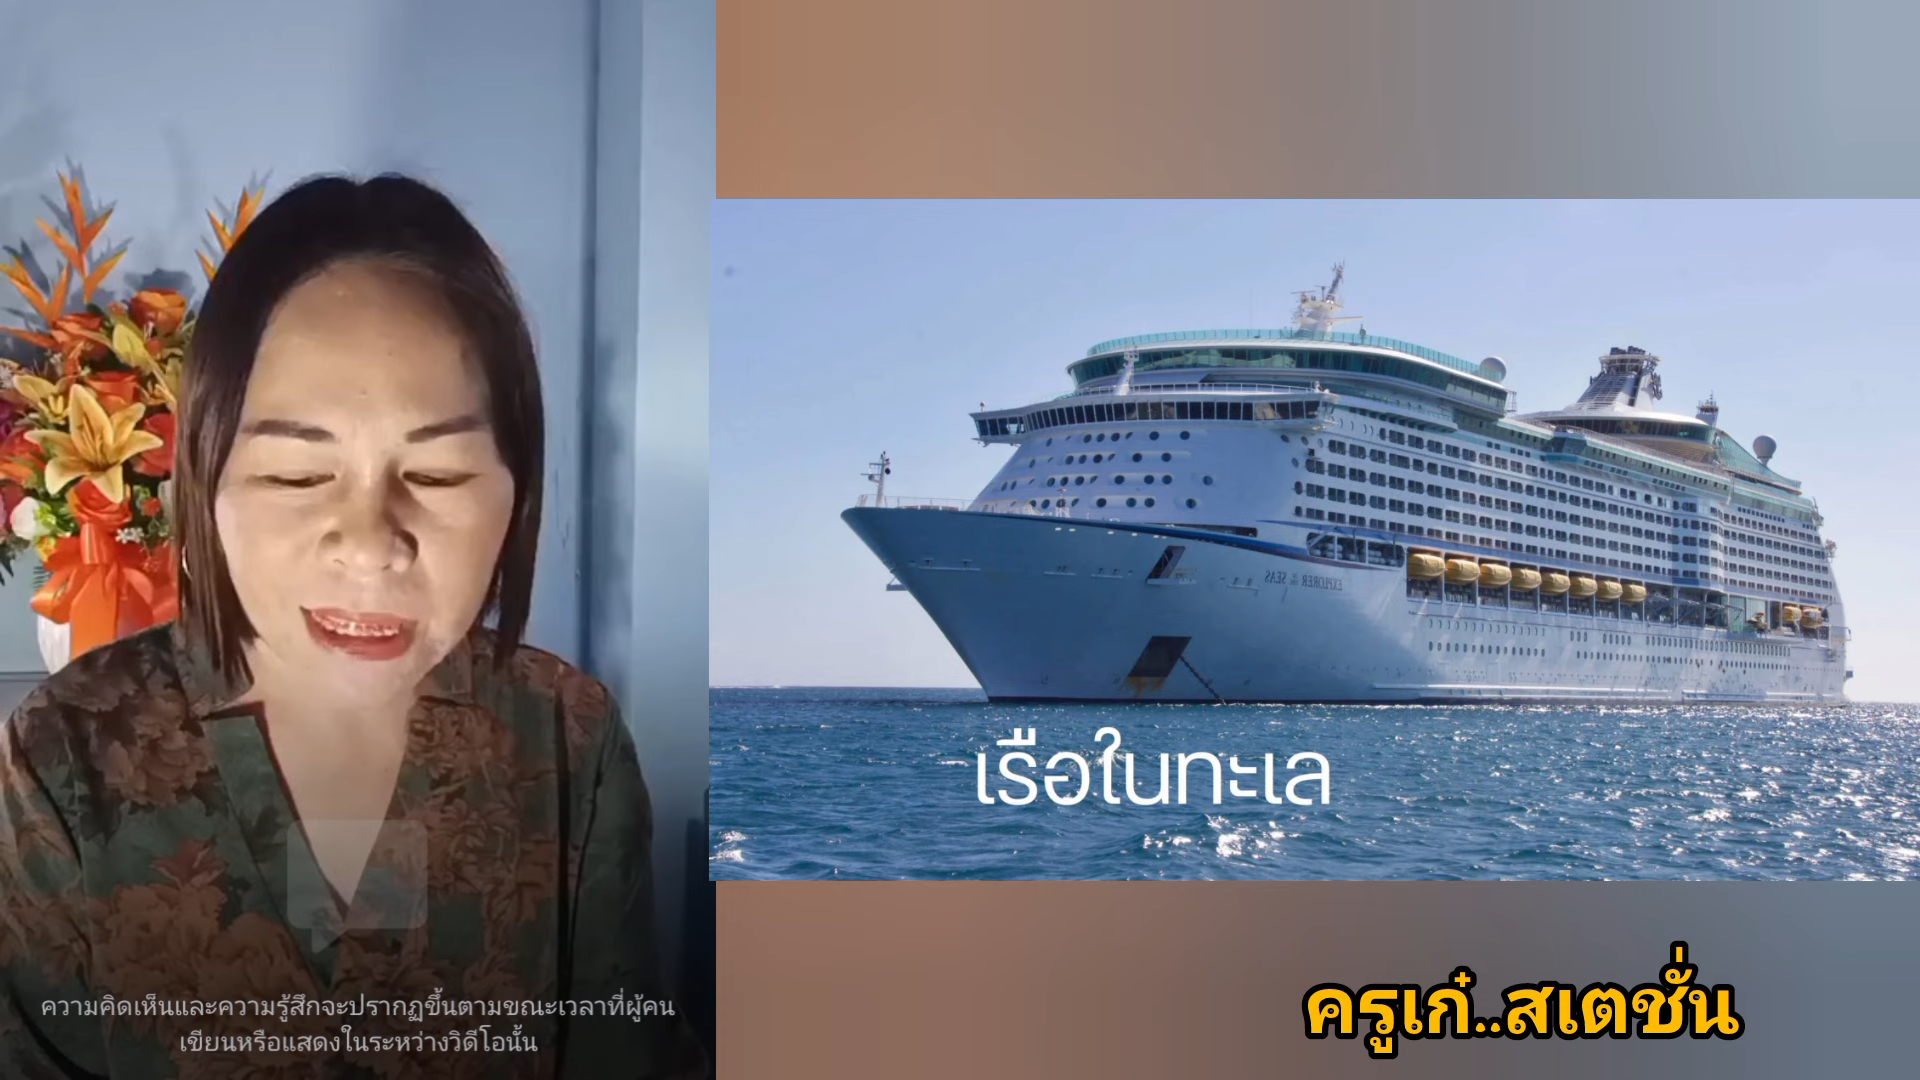 EXPLORER OF THE SEAS
เรือในทะเล
ความคิดเห็นและความรู้สึกจะปรากฏขึ้นตามขณะเวลาที่ผู้คน
เขียนหรือแสดงในระหว่างวิดีโอนั้น
ครูเก๋..สเตชั่น